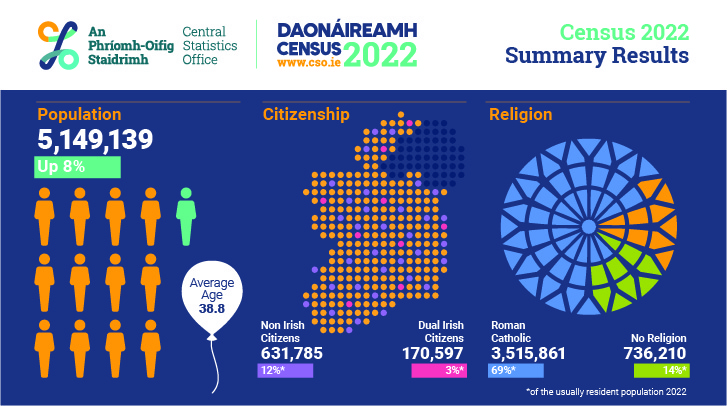 An
Phríomh-Oifig
Staidrimh
Central
Statistics
Office
DAONÁIREAMH
CENSUS
www.cso.ie
2022
Census 2022
Summary Results
Population
5,149,139
Up 8%
Average
Age
38.8
Citizenship
Non Irish
Citizens
631,785
12%*
Dual Irish
Citizens
170,597
3%*
Religion
Roman
Catholic
3,515,861
69%*
No Religion
736,210
14%*
*of the usually resident population 2022